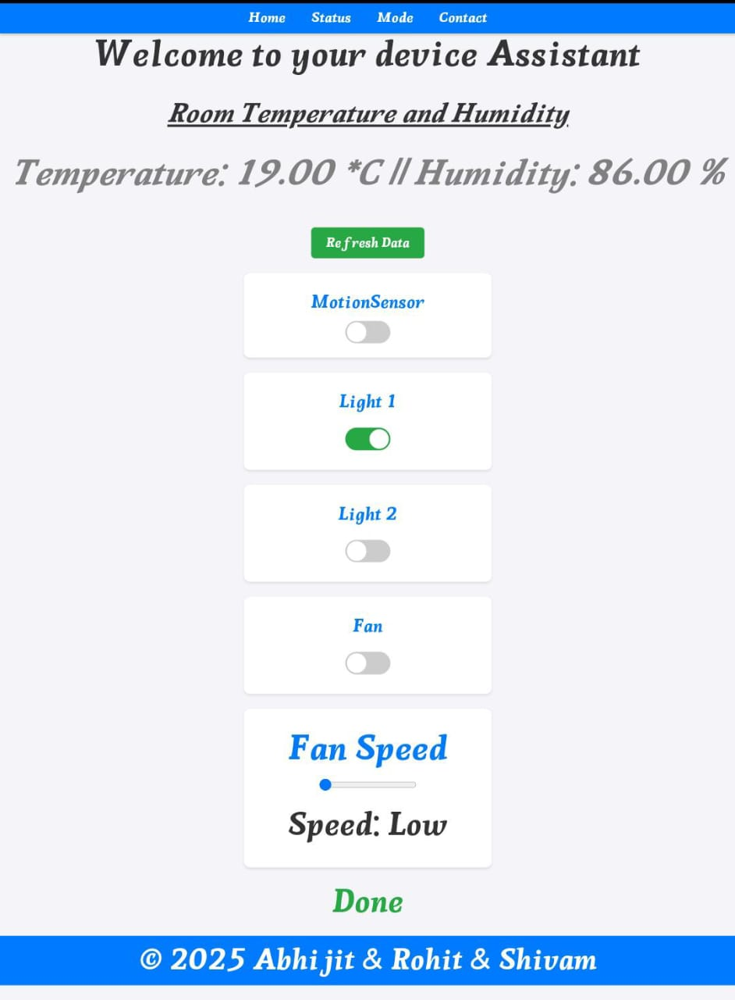 Home Status Mode Contact
Welcome to your device Assistant
Room Temperature and Humidity
Temperature: 19.00 *C // Humidity: 86.00 %
Refresh Data
MotionSensor
Light 1
Light 2
Fan
Fan Speed
Speed: Low
Done
© 2025 Abhijit & Rohit & Shivam